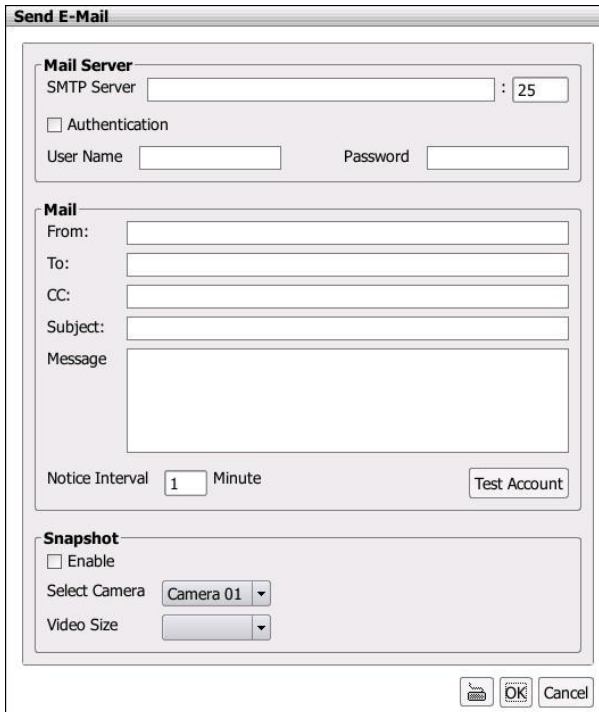 Send E-Mail
Mail Server
SMTP Server : 25
Authentication
User Name Password
Mail
From:
To:
CC:
Subject:
Message
Notice Interval 1 Minute Test Account
Snapshot
Enable
Select Camera Camera 01
Video Size
OK Cancel